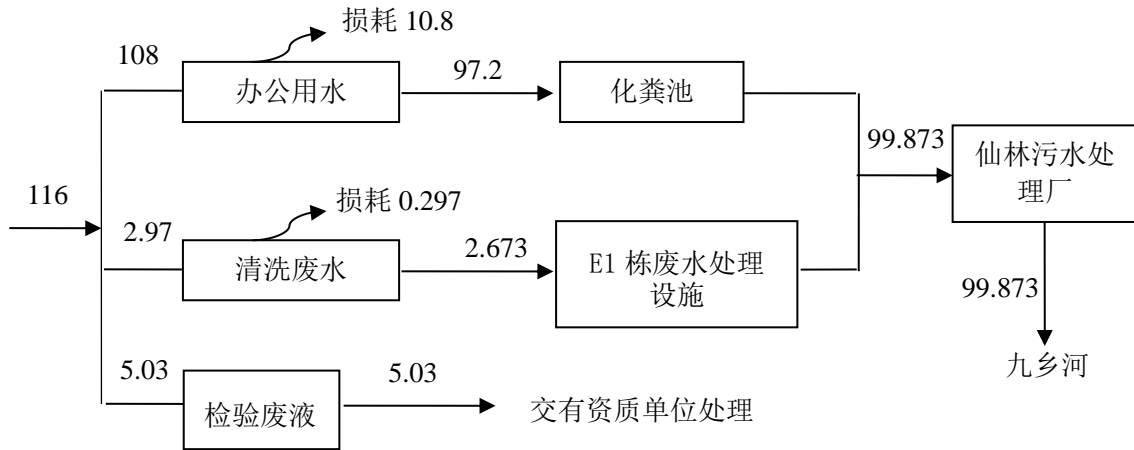 损耗 10.8
108
办公用水
97.2
化粪池
99.873
仙林污水处
理厂
116
损耗 0.297
2.97
清洗废水
2.673
E1 栋废水处理
设施
99.873
九乡河
5.03
检验废液
5.03
交有资质单位处理